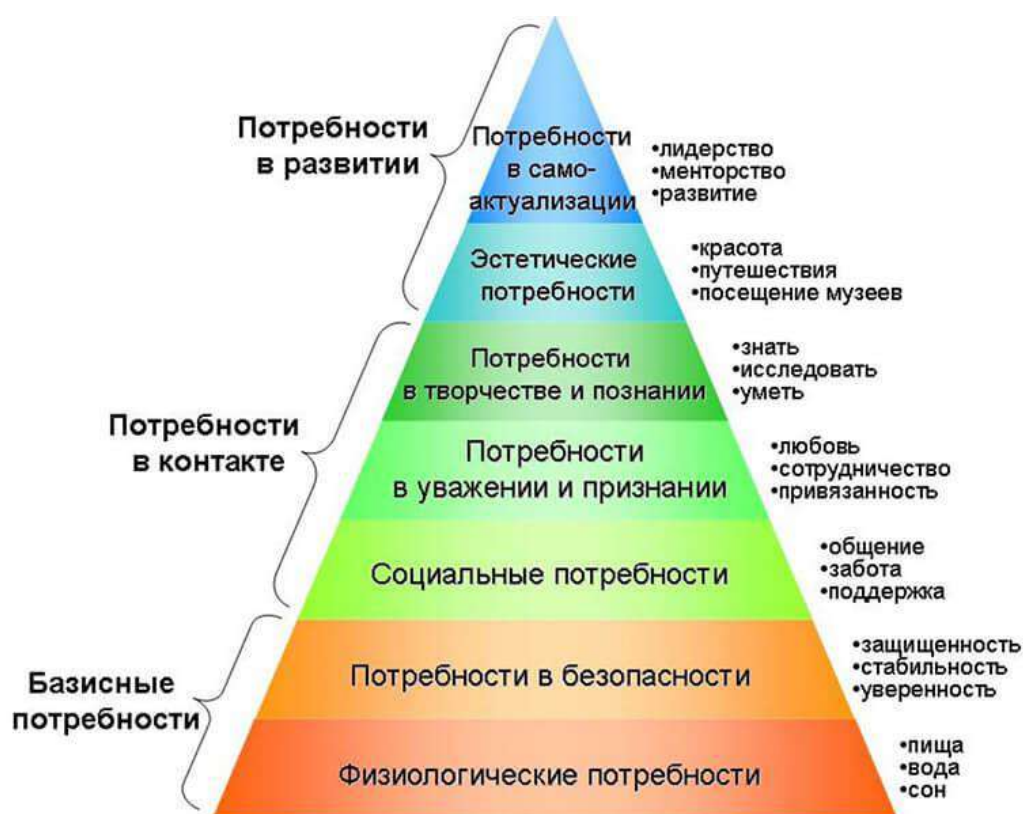 Потребности
в развитии
Потребности
в само-
актуализации
•лидерство
•менторство
•развитие
Эстетические
потребности
•красота
•путешествия
•посещение музеев
Потребности
в контакте
Потребности
в творчестве и познании
•знать
•исследовать
•уметь
Потребности
в уважении и признании
•любовь
•сотрудничество
•привязанность
Социальные потребности
•общение
•забота
•поддержка
Базисные
потребности
Потребности в безопасности
•защищенность
•стабильность
•уверенность
Физиологические потребности
•пища
•вода
•сон